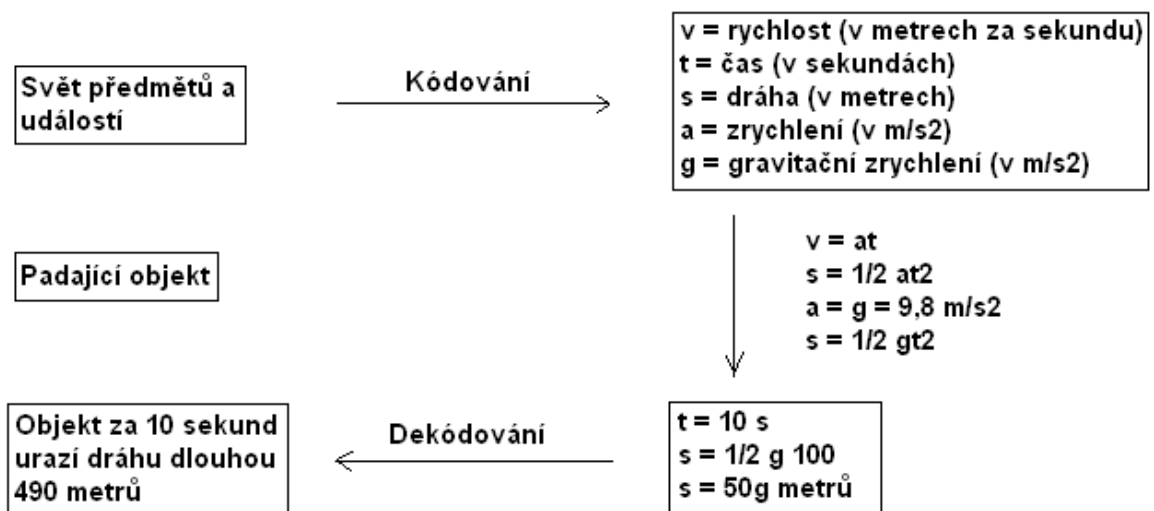 Svět předmětů a
událostí
Kódování
v = rychlost (v metrech za sekundu)
t = čas (v sekundách)
s = dráha (v metrech)
a = zrychlení (v m/s2)
g = gravitační zrychlení (v m/s2)
Padající objekt
v = at
s = 1/2 at2
a = g = 9,8 m/s2
s = 1/2 gt2
t = 10 s
s = 1/2 g 100
s = 50g metrů
Dekódování
Objekt za 10 sekund
urazí dráhu dlouhou
490 metrů